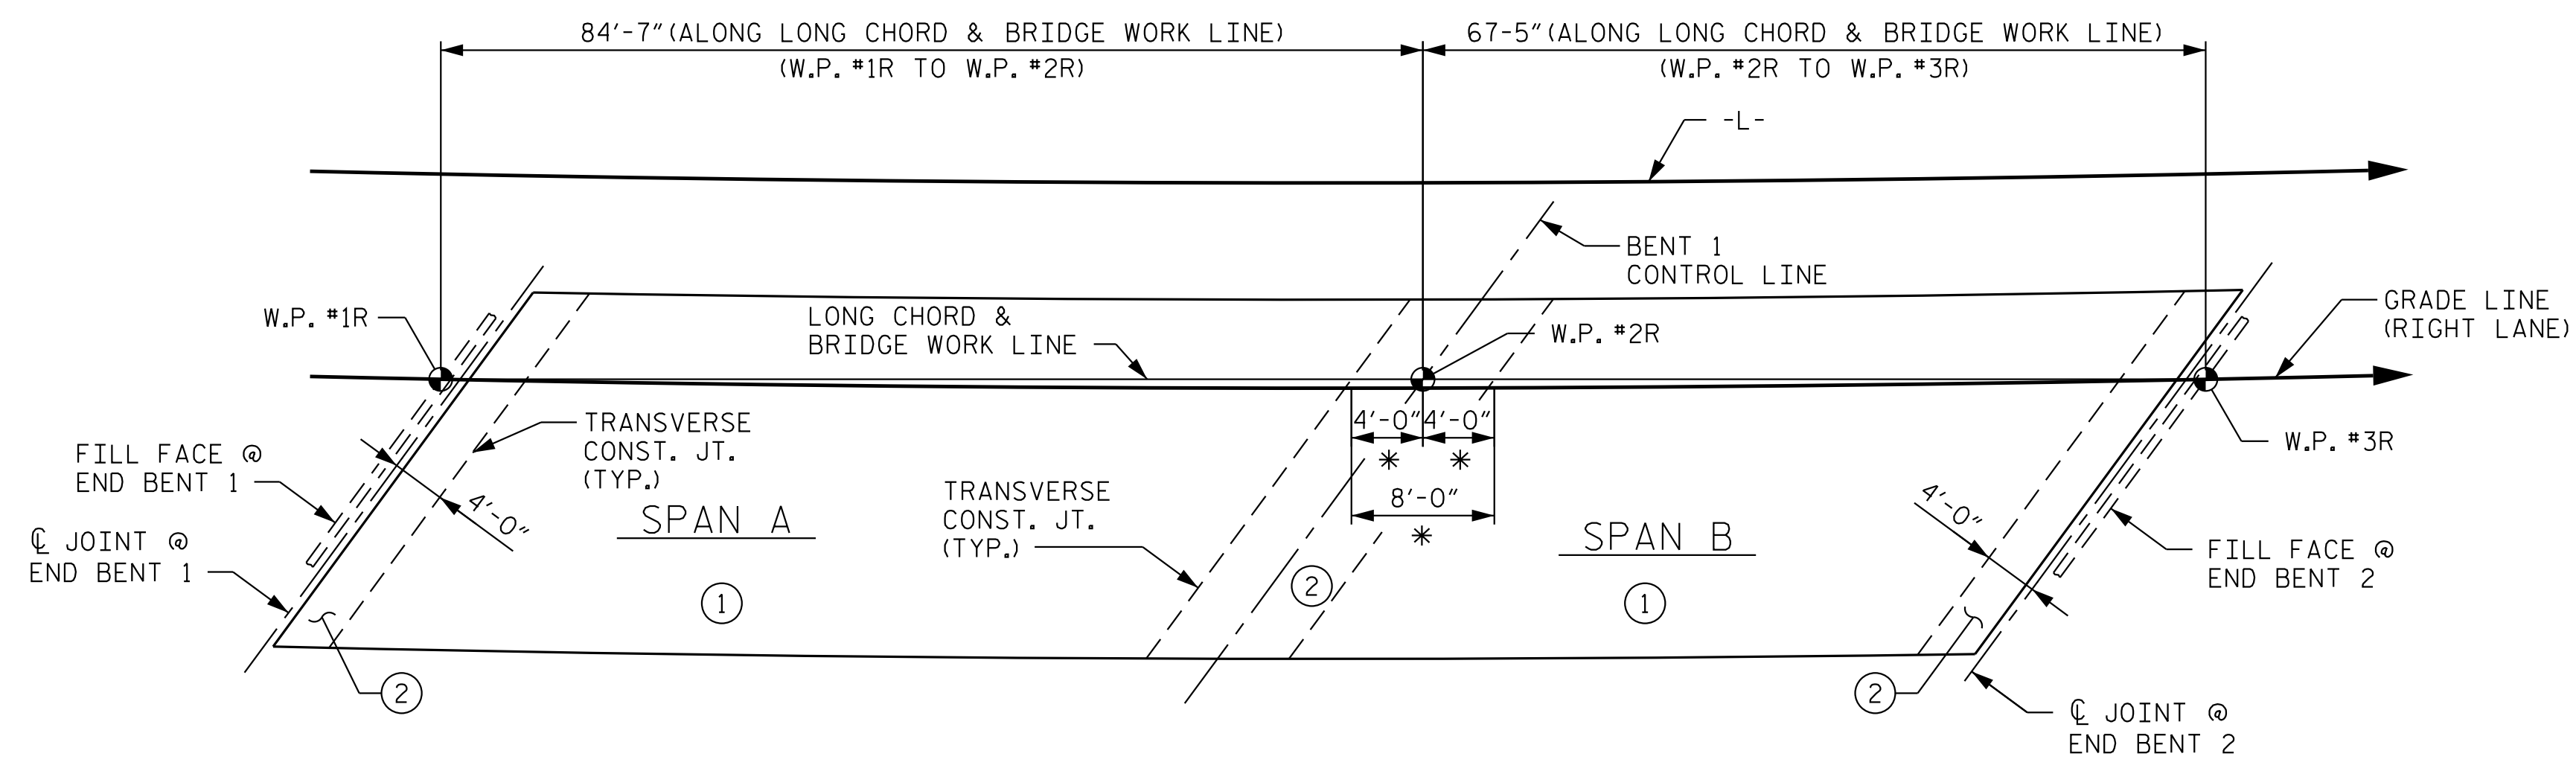 84'-7"(ALONG LONG CHORD & BRIDGE WORK LINE)
(W.P. #1R TO W.P. #2R)
67-5"(ALONG LONG CHORD & BRIDGE WORK LINE)
(W.P. #2R TO W.P. #3R)
-L-
BENT 1
CONTROL LINE
W.P. #1R
LONG CHORD &
BRIDGE WORK LINE
W.P. #2R
GRADE LINE
(RIGHT LANE)
TRANSVERSE
CONST. JT.
(TYP.)
4'-0"
4'-0"
* *
8'-0"
*
W.P. #3R
FILL FACE @
END BENT 1
℄ JOINT @
END BENT 1
4'-0"
SPAN A
1
TRANSVERSE
CONST. JT.
(TYP.)
2
SPAN B
1
4'-0"
FILL FACE @
END BENT 2
2
2
℄ JOINT @
END BENT 2